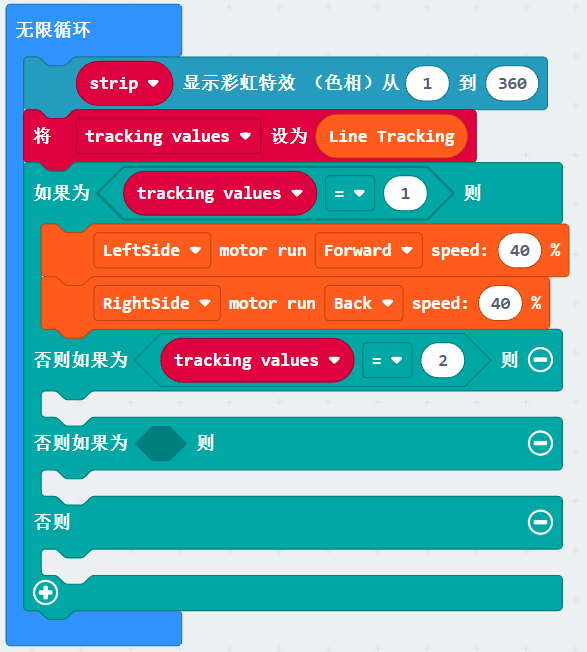 无限循环
strip 显示彩虹特效 （色相）从 1 到 360
将 tracking values 设为 Line Tracking
如果为 tracking values = 1 则
LeftSide motor run Forward speed: 40 %
RightSide motor run Back speed: 40 %
否则如果为 tracking values = 2 则
否则如果为 则
否则